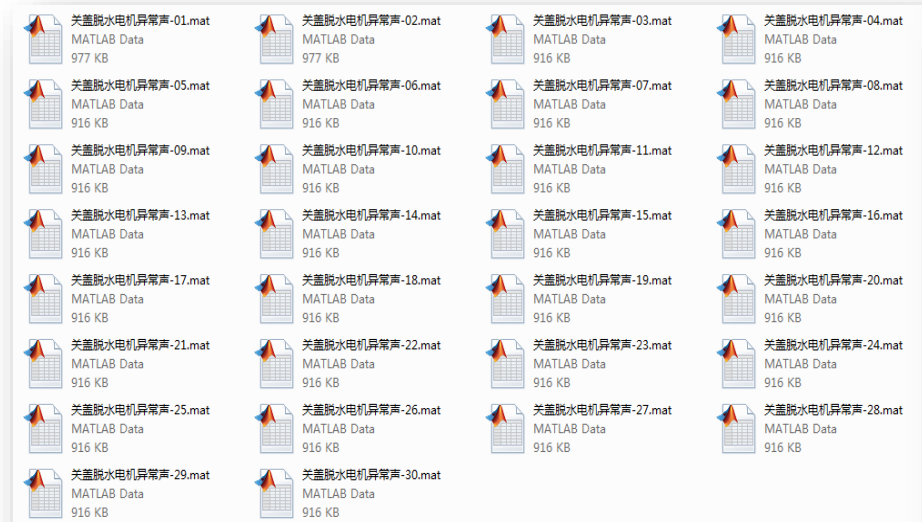 关盖脱水电机异常声-01.mat
MATLAB Data
977 KB
关盖脱水电机异常声-02.mat
MATLAB Data
977 KB
关盖脱水电机异常声-03.mat
MATLAB Data
916 KB
关盖脱水电机异常声-04.mat
MATLAB Data
916 KB
关盖脱水电机异常声-05.mat
MATLAB Data
916 KB
关盖脱水电机异常声-06.mat
MATLAB Data
916 KB
关盖脱水电机异常声-07.mat
MATLAB Data
916 KB
关盖脱水电机异常声-08.mat
MATLAB Data
916 KB
关盖脱水电机异常声-09.mat
MATLAB Data
916 KB
关盖脱水电机异常声-10.mat
MATLAB Data
916 KB
关盖脱水电机异常声-11.mat
MATLAB Data
916 KB
关盖脱水电机异常声-12.mat
MATLAB Data
916 KB
关盖脱水电机异常声-13.mat
MATLAB Data
916 KB
关盖脱水电机异常声-14.mat
MATLAB Data
916 KB
关盖脱水电机异常声-15.mat
MATLAB Data
916 KB
关盖脱水电机异常声-16.mat
MATLAB Data
916 KB
关盖脱水电机异常声-17.mat
MATLAB Data
916 KB
关盖脱水电机异常声-18.mat
MATLAB Data
916 KB
关盖脱水电机异常声-19.mat
MATLAB Data
916 KB
关盖脱水电机异常声-20.mat
MATLAB Data
916 KB
关盖脱水电机异常声-21.mat
MATLAB Data
916 KB
关盖脱水电机异常声-22.mat
MATLAB Data
916 KB
关盖脱水电机异常声-23.mat
MATLAB Data
916 KB
关盖脱水电机异常声-24.mat
MATLAB Data
916 KB
关盖脱水电机异常声-25.mat
MATLAB Data
916 KB
关盖脱水电机异常声-26.mat
MATLAB Data
916 KB
关盖脱水电机异常声-27.mat
MATLAB Data
916 KB
关盖脱水电机异常声-28.mat
MATLAB Data
916 KB
关盖脱水电机异常声-29.mat
MATLAB Data
916 KB
关盖脱水电机异常声-30.mat
MATLAB Data
916 KB